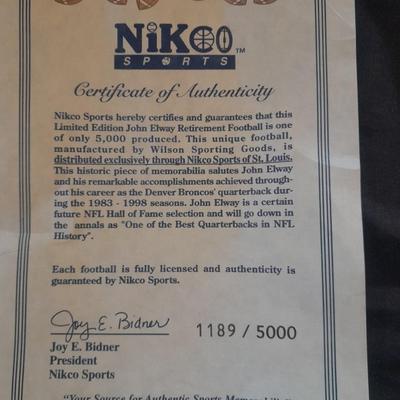 NiKCO™
SPORTS
Certificate of Authenticity
Nikco Sports hereby certifies and guarantees that this
Limited Edition John Elway Retirement Football is one
of only 5,000 produced. This unique football,
manufactured by Wilson Sporting Goods, is
distributed exclusively through Nikco Sports of St. Louis.
This historic piece of memorabilia salutes John Elway
and his remarkable accomplishments achieved through-
out his career as the Denver Broncos' quarterback dur-
ing the 1983 - 1998 seasons. John Elway is a certain
future NFL Hall of Fame selection and will go down in
the annals as "One of the Best Quarterbacks in NFL
History".
Each football is fully licensed and authenticity is
guaranteed by Nikco Sports.
Joy E. Bidner
1189 / 5000
Joy E. Bidner
President
Nikco Sports
"Your Source for Authentic Sports